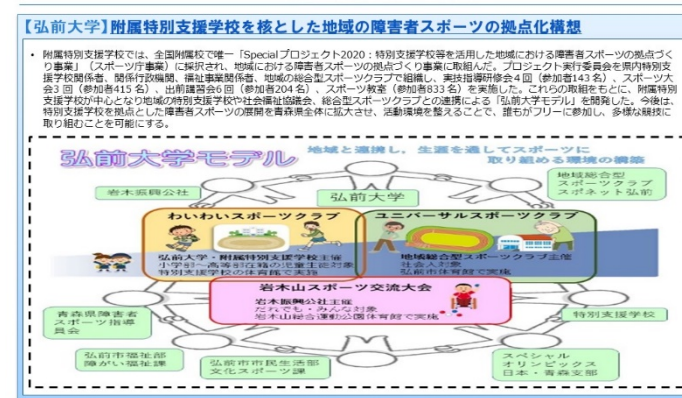 【弘前大学】附属特別支援学校を核とした地域の障害者スポーツの拠点化構想
・ 附属特別支援学校では、全国附属校で唯一「Specialプロジェクト2020：特別支援学校等を活用した地域における障害者スポーツの拠点づく
り事業」（スポーツ庁事業）に採択され、地域における障害者スポーツの拠点づくり事業に取組んだ。プロジェクト実行委員会を県内特別支
援学校関係者、関係行政機関、福祉事業関係者、地域の総合型スポーツクラブで組織し、実技指導研修会４回（参加者143名）、スポーツ大
会３回（参加者415名）、出前講習会6回（参加者204名）、スポーツ教室（参加者833名）を実施した。これらの取組をもとに、附属特別
支援学校が中心となり地域の特別支援学校や社会福祉協議会、総合型スポーツクラブとの連携による「弘前大学モデル」を開発した。今後は、
特別支援学校を拠点とした障害者スポーツの展開を青森県全体に拡大させ、活動環境を整えることで、誰もがフリーに参加し、多様な競技に
取り組むことを可能にする。
弘前大学モデル
地域と連携し，生涯を通してスポーツに
取り組める環境の構築
岩木振興公社
弘前大学
地域総合型
スポーツクラブ
スポネット弘前
わいわいスポーツクラブ
弘前大学・附属特別支援学校主催
小学部～高等部在籍の児童生徒対象
特別支援学校の体育館で実施
ユニバーサルスポーツクラブ
地域総合型スポーツクラブ主催
社会人対象
弘前市体育館で実施
岩木山スポーツ交流大会
岩木振興公社主催
だれでも・みんな対象
岩木山総合運動公園体育館で実施
青森県障害者
スポーツ指導
員会
特別支援学校
弘前市福祉部
障がい福祉課
弘前市市民生活部
文化スポーツ課
スペシャル
オリンピックス
日本・青森支部